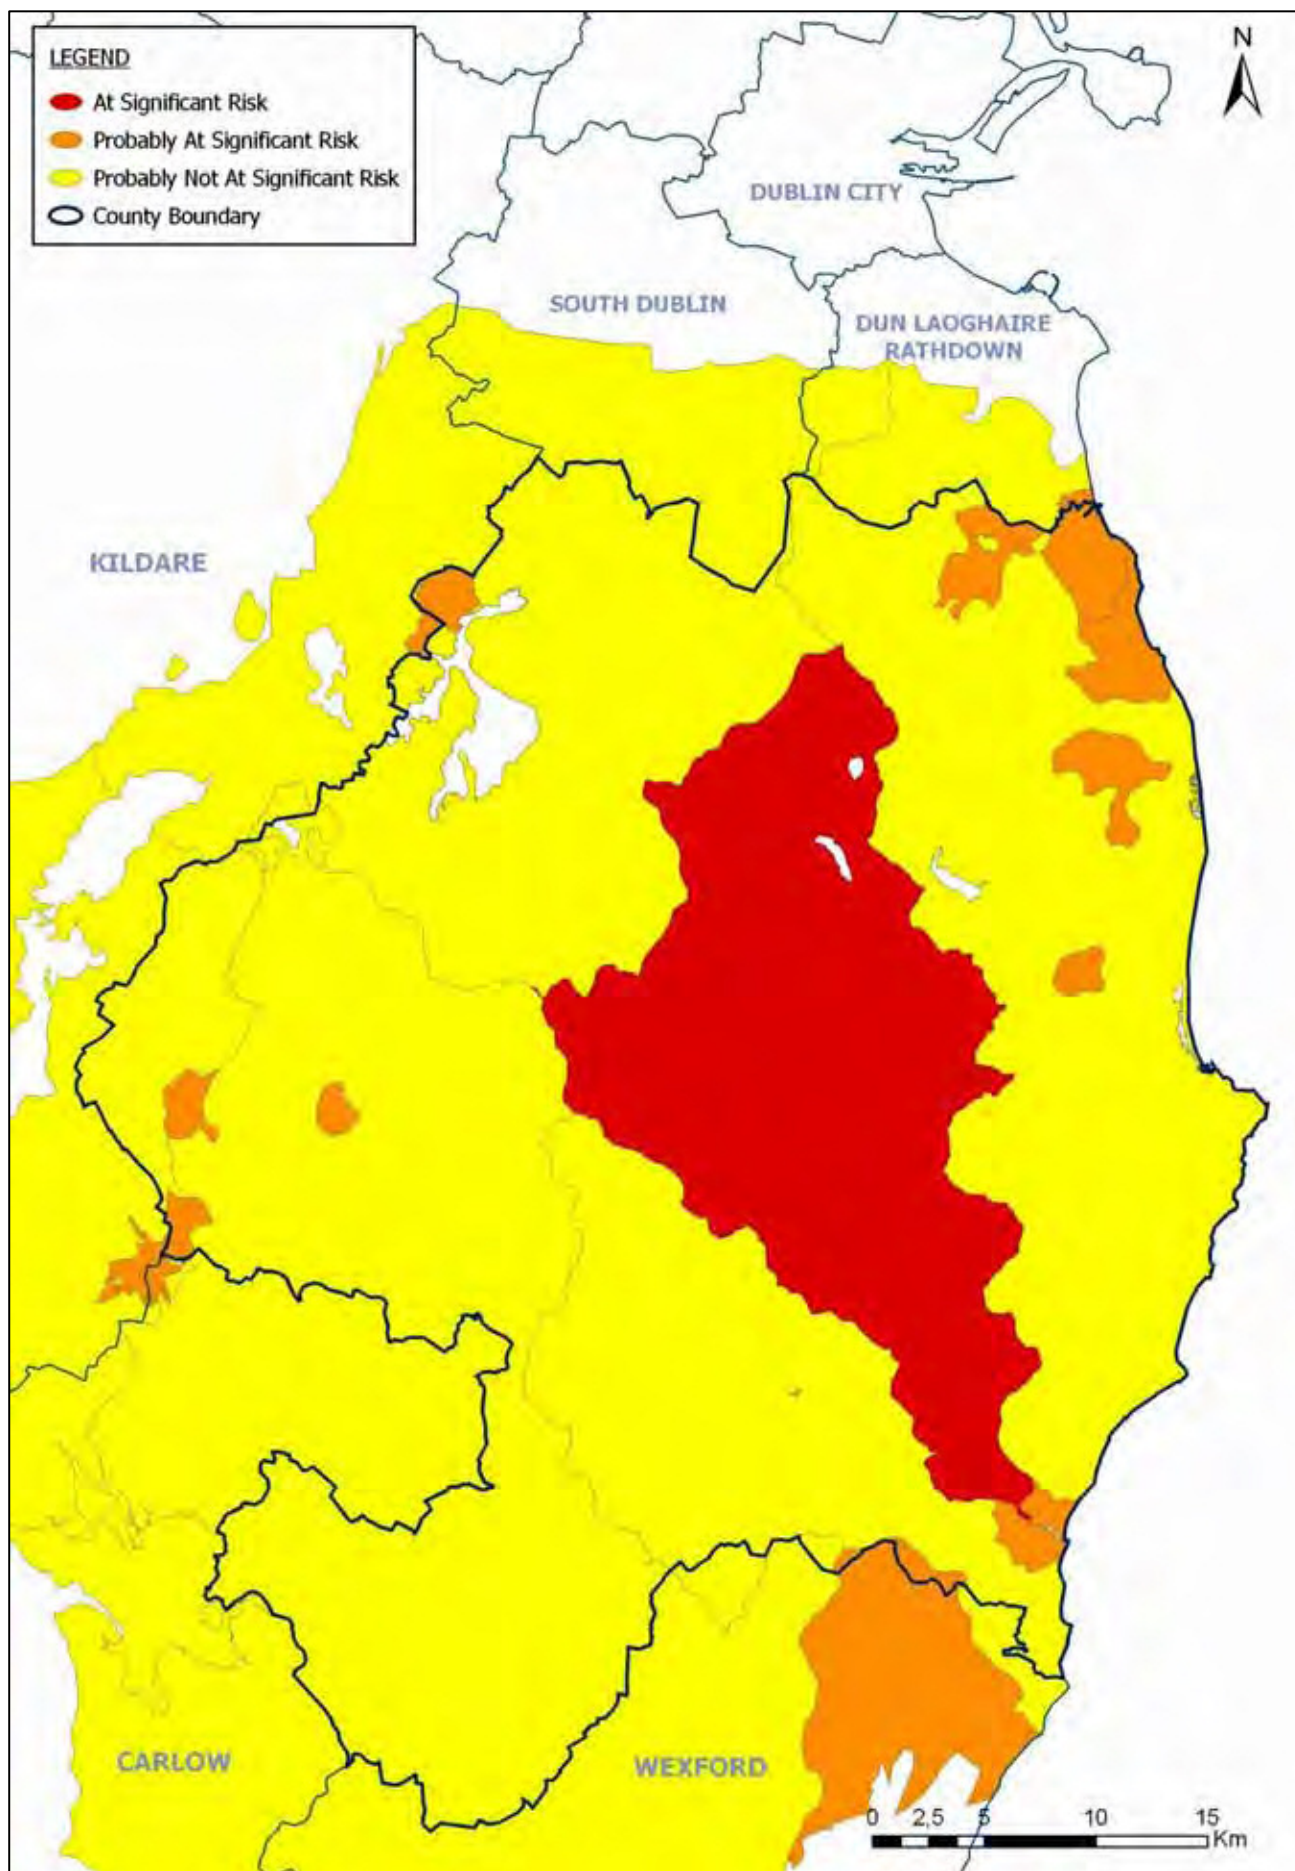 LEGEND
At Significant Risk
Probably At Significant Risk
Probably Not At Significant Risk
County Boundary
N
DUBLIN CITY
SOUTH DUBLIN
DUN LAOGHAIRE
RATHDOWN
KILDARE
CARLOW
WEXFORD
0 2,5 5 10 15
Km